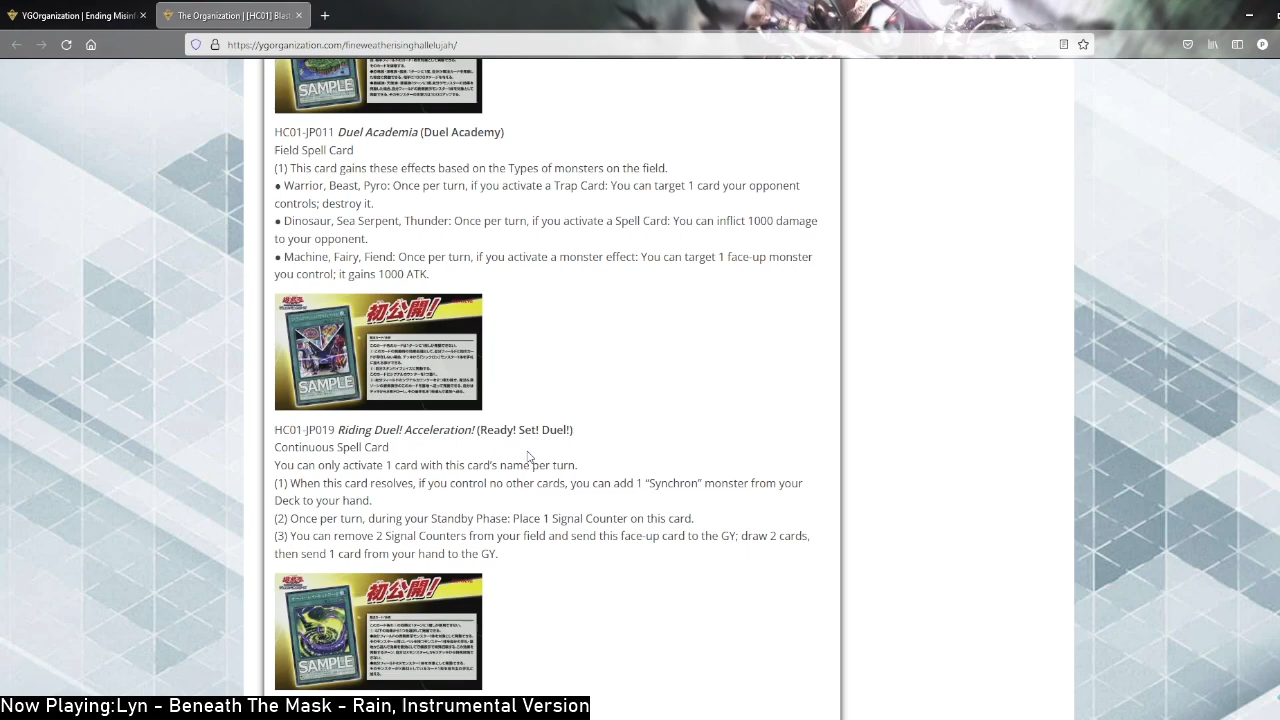 YGOrganization | Ending Misinf
The Organization | [HC01] Blast
https://ygorganization.com/fineweatherisinghallelujah/
SAMPLE
HC01-JP011 Duel Academia (Duel Academy)
Field Spell Card
(1) This card gains these effects based on the Types of monsters on the field.
● Warrior, Beast, Pyro: Once per turn, if you activate a Trap Card: You can target 1 card your opponent
controls; destroy it.
● Dinosaur, Sea Serpent, Thunder: Once per turn, if you activate a Spell Card: You can inflict 1000 damage
to your opponent.
● Machine, Fairy, Fiend: Once per turn, if you activate a monster effect: You can target 1 face-up monster
you control; it gains 1000 ATK.
初公開!
SAMPLE
HC01-JP019 Riding Duel! Acceleration! (Ready! Set! Duel!)
Continuous Spell Card
You can only activate 1 card with this card's name per turn.
(1) When this card resolves, if you control no other cards, you can add 1 “Synchron” monster from your
Deck to your hand.
(2) Once per turn, during your Standby Phase: Place 1 Signal Counter on this card.
(3) You can remove 2 Signal Counters from your field and send this face-up card to the GY; draw 2 cards,
then send 1 card from your hand to the GY.
初公開!
SAMPLE
Now Playing:Lyn - Beneath The Mask - Rain, Instrumental Version